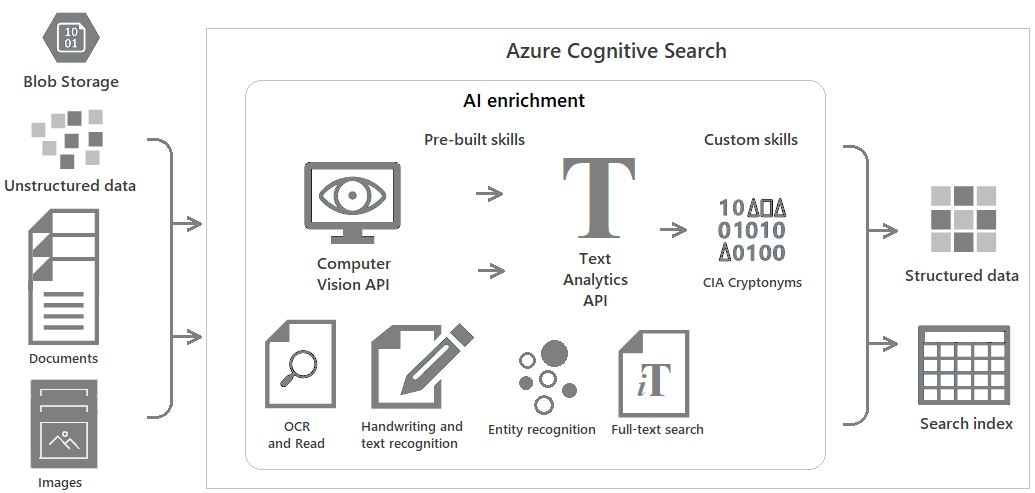 10
01
Blob Storage
Unstructured data
Documents
Images
Azure Cognitive Search
AI enrichment
Pre-built skills
Custom skills
Computer
Vision API
T
Text
Analytics
API
10Δ□Δ
01010
Δ0100
CIA Cryptonyms
OCR
and Read
Handwriting and
text recognition
Entity recognition
iT
Full-text search
Structured data
Search index